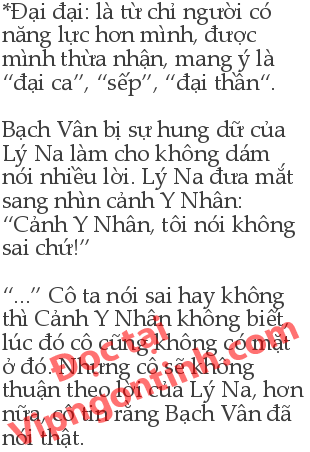 *Đại đại: là từ chỉ người có
năng lực hơn mình, được
mình thừa nhận, mang ý là
“đại ca”, “sếp”, “đại thần“.
Bạch Vân bị sự hung dữ của
Lý Na làm cho không dám
nói nhiều lời. Lý Na đưa mắt
sang nhìn cảnh Y Nhân:
“Cảnh Y Nhân, tôi nói không
sai chứ!”
“...” Cô ta nói sai hay không
thì Cảnh Y Nhân không biết,
lúc đó cô cũng không có mặt
ở đó. Nhưng cô sẽ không
thuận theo lời của Lý Na, hơn
nữa, cô tin rằng Bạch Vân đã
nói thật.
Đọc tại
Vipngontinh.com